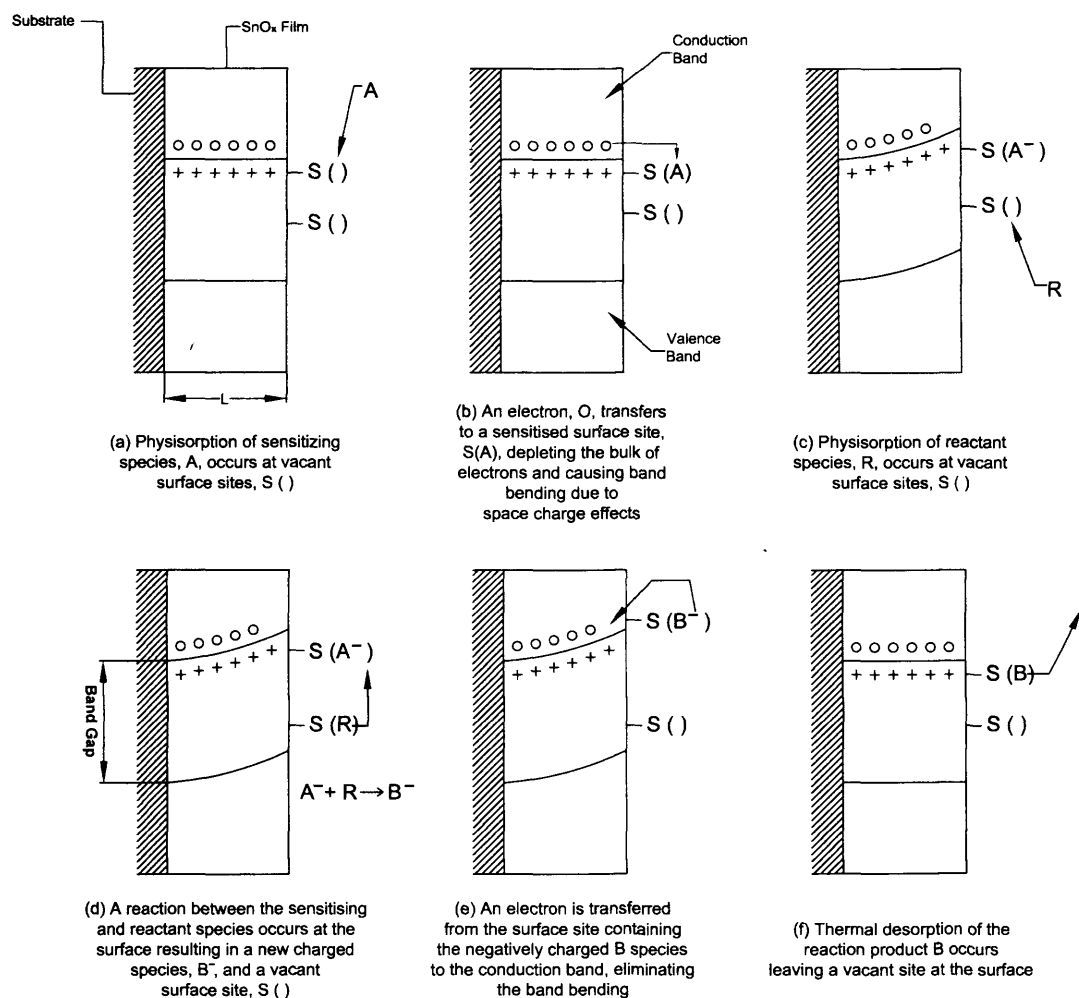 Substrate
SnOₓ Film
A
S ( )
S ( )
L
(a) Physisorption of sensitizing
species, A, occurs at vacant
surface sites, S ( )
Conduction
Band
S (A)
S ( )
Valence
Band
(b) An electron, O, transfers
to a sensitised surface site,
S(A), depleting the bulk of
electrons and causing band
bending due to
space charge effects
S (A⁻)
S ( )
R
(c) Physisorption of reactant
species, R, occurs at vacant
surface sites, S ( )
Band Gap
S (A⁻)
S (R)
A⁻ + R → B⁻
(d) A reaction between the sensitising
and reactant species occurs at the
surface resulting in a new charged
species, B⁻, and a vacant
surface site, S ( )
S (B⁻)
S ( )
(e) An electron is transferred
from the surface site containing
the negatively charged B species
to the conduction band, eliminating
the band bending
S (B)
S ( )
(f) Thermal desorption of the
reaction product B occurs
leaving a vacant site at the surface